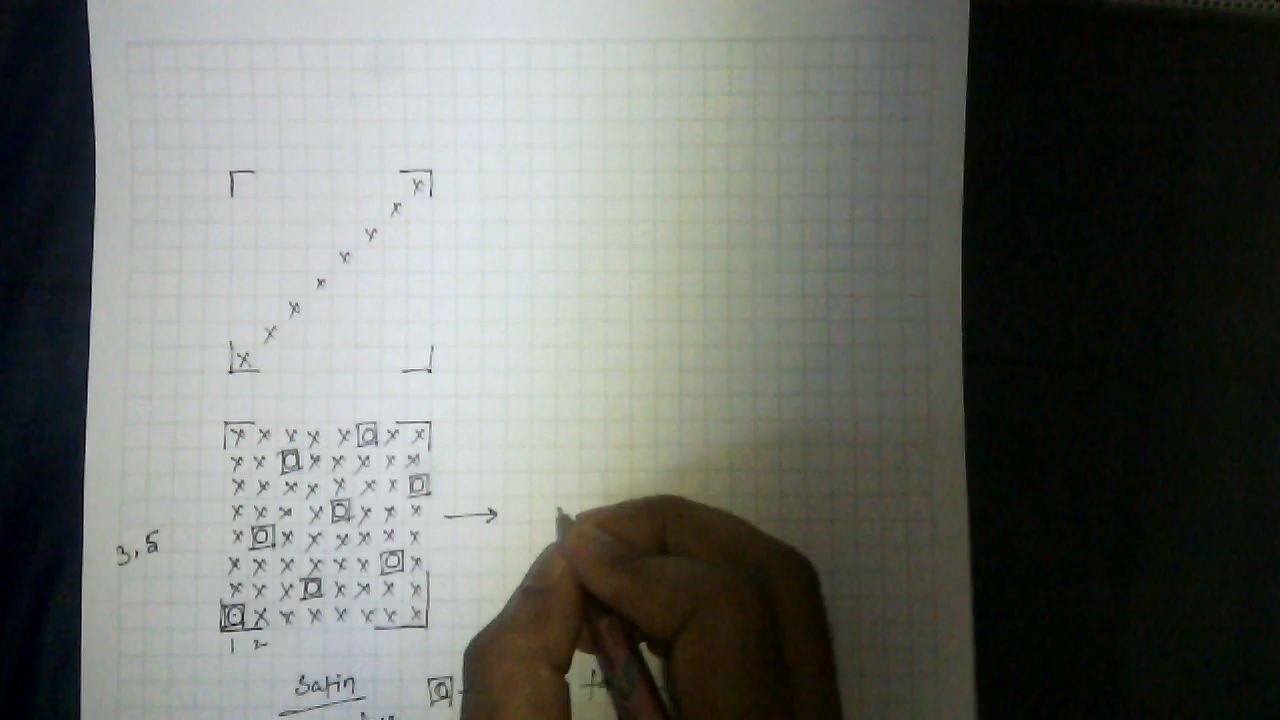 x
x
x
x
x
x
x
x
x x x x x O x x
x x O x x x x x
x x x x x x x O
x x x x O x x x
3,5 x O x x x x x x
x x x x x x O x
x x x O x x x x
O x x x x x x x
1 2
Satin O